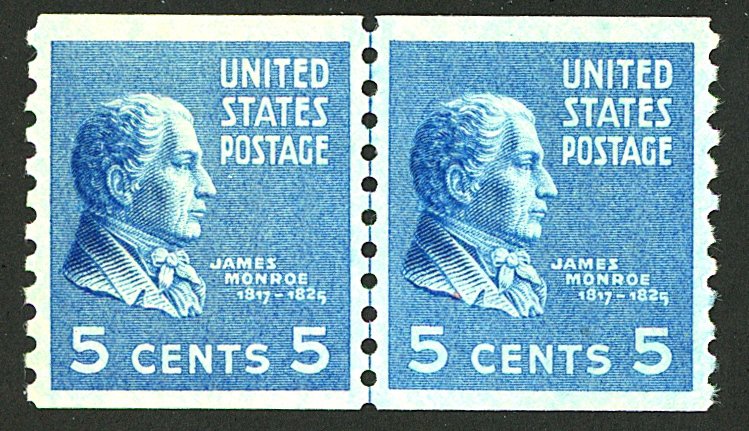 UNITED
STATES
POSTAGE
JAMES
MONROE
1817-1825
5 CENTS 5
UNITED
STATES
POSTAGE
JAMES
MONROE
1817-1825
5 CENTS 5